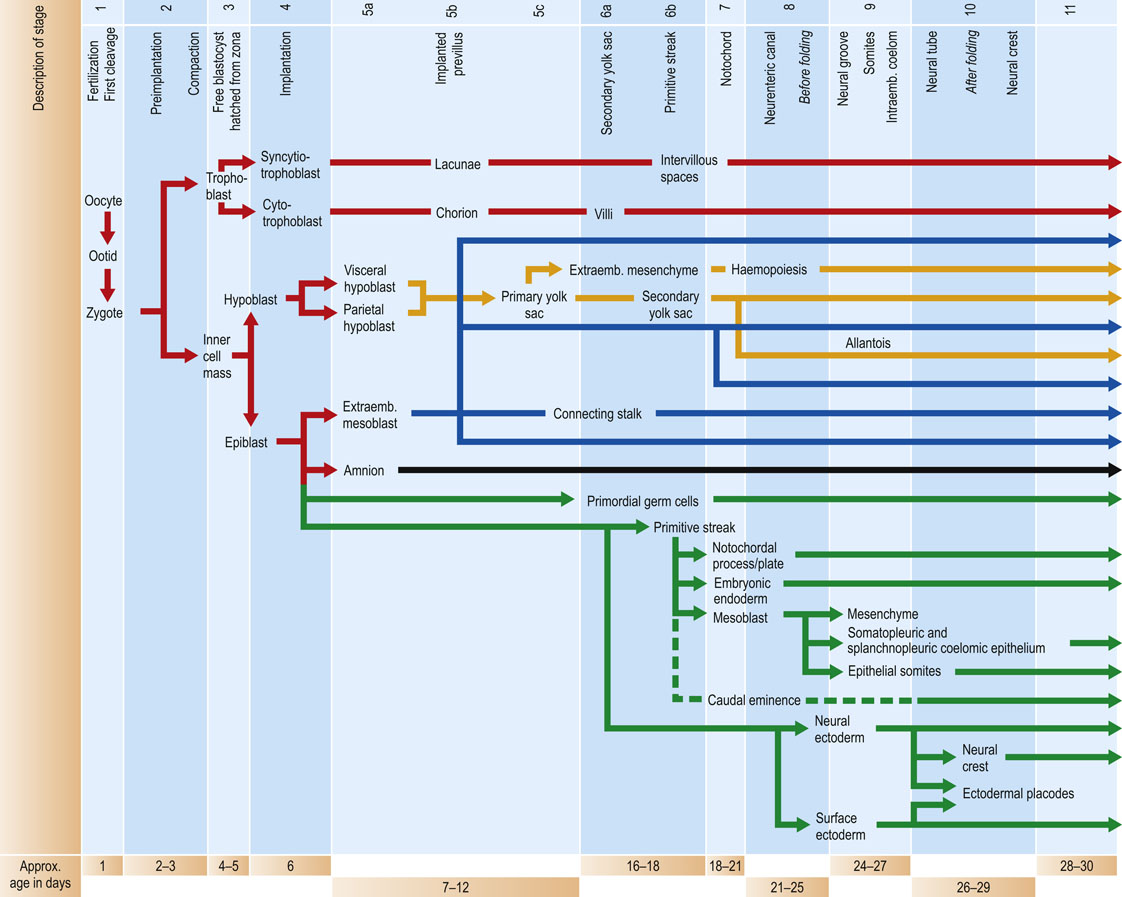 1
2
3
4
5a
5b
5c
6a
6b
7
8
9
10
11
Description of stage
Fertilization
First cleavage
Preimplantation
Compaction
Free blastocyst
hatched from zona
Implantation
Implanted
previllus
Secondary yolk sac
Primitive streak
Notochord
Neurenteric canal
Before folding
Neural groove
Somites
Intraemb. coelom
Neural tube
After folding
Neural crest
Oocyte
Ootid
Zygote
Tropho-
blast
Syncytio-
trophoblast
Lacunae
Intervillous
spaces
Cyto-
trophoblast
Chorion
Villi
Inner
cell
mass
Hypoblast
Visceral
hypoblast
Parietal
hypoblast
Primary yolk
sac
Extraemb. mesenchyme
Haemopoiesis
Secondary
yolk sac
Allantois
Epiblast
Extraemb.
mesoblast
Connecting stalk
Amnion
Primordial germ cells
Primitive streak
Notochordal
process/plate
Embryonic
endoderm
Mesoblast
Mesenchyme
Somatopleuric and
splanchnopleuric coelomic epithelium
Epithelial somites
Caudal eminence
Neural
ectoderm
Neural
crest
Ectodermal placodes
Surface
ectoderm
Approx.
age in days
1
2–3
4–5
6
7–12
16–18
18–21
21–25
24–27
26–29
28–30